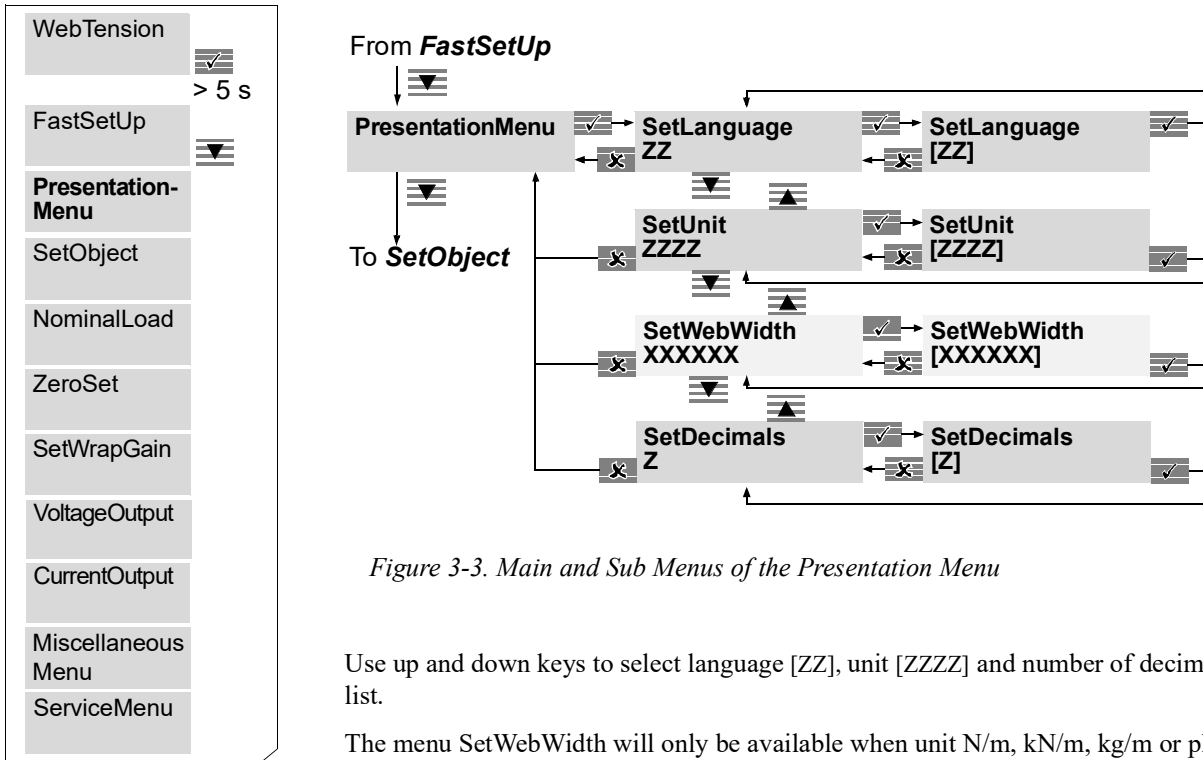 WebTension
> 5 s
FastSetUp
Presentation-
Menu
SetObject
NominalLoad
ZeroSet
SetWrapGain
VoltageOutput
CurrentOutput
Miscellaneous
Menu
ServiceMenu
From FastSetUp
PresentationMenu
To SetObject
SetLanguage
ZZ
SetLanguage
[ZZ]
SetUnit
ZZZZ
SetUnit
[ZZZZ]
SetWebWidth
XXXXXX
SetWebWidth
[XXXXXX]
SetDecimals
Z
SetDecimals
[Z]
Figure 3-3. Main and Sub Menus of the Presentation Menu
Use up and down keys to select language [ZZ], unit [ZZZZ] and number of
list.
The menu SetWebWidth will only be available when unit N/m, kN/m, kg/m or